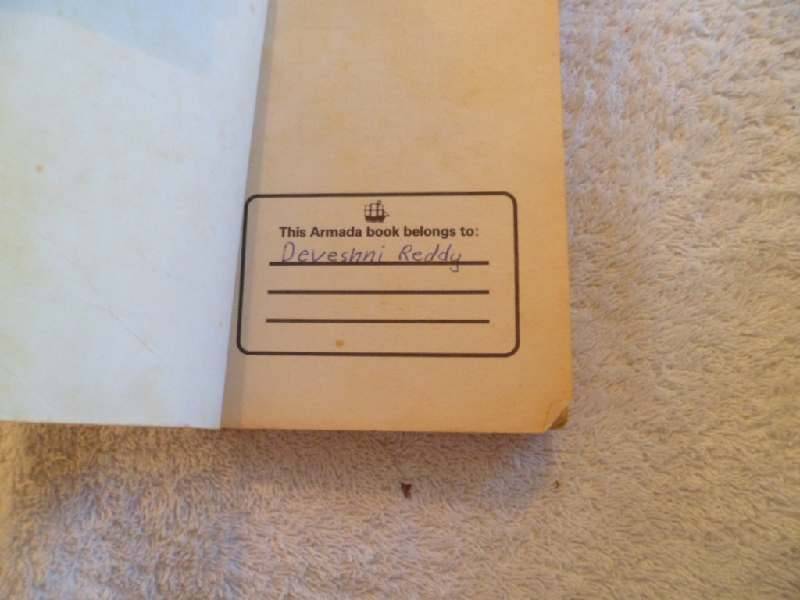 This Armada book belongs to:
Deveshni Reddy